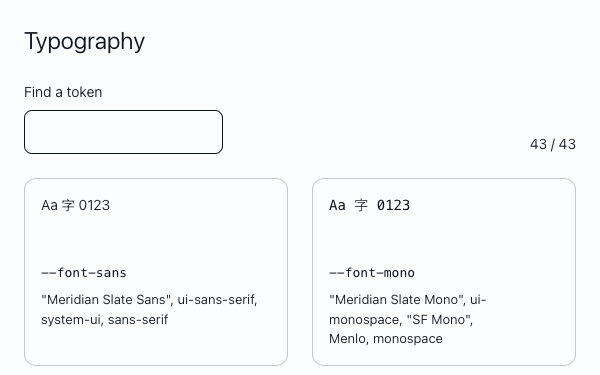 Typography
Find a token
43 / 43
Aa 字 0123
--font-sans
"Meridian Slate Sans", ui-sans-serif,
system-ui, sans-serif
Aa 字 0123
--font-mono
"Meridian Slate Mono", ui-
monospace, "SF Mono",
Menlo, monospace